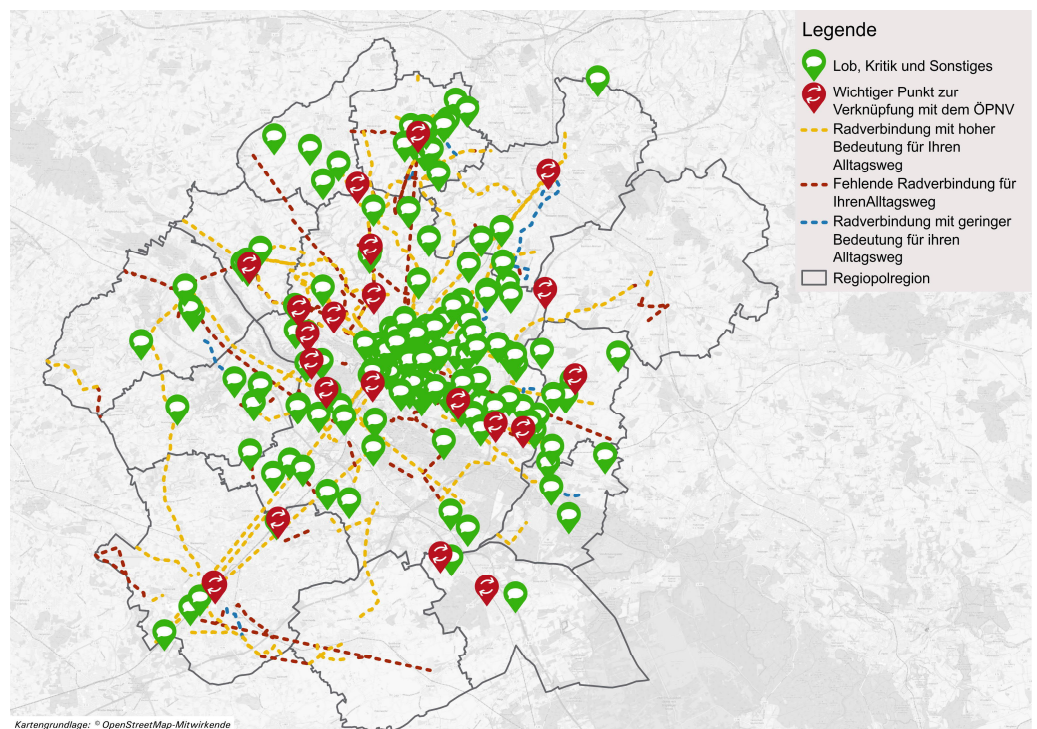 Legende
Lob, Kritik und Sonstiges
Wichtiger Punkt zur
Verknüpfung mit dem ÖPNV
Radverbindung mit hoher
Bedeutung für Ihren
Alltagsweg
Fehlende Radverbindung für
IhrenAlltagsweg
Radverbindung mit geringer
Bedeutung für ihren
Alltagsweg
Regiopolregion
Kartengrundlage: © OpenStreetMap-Mitwirkende